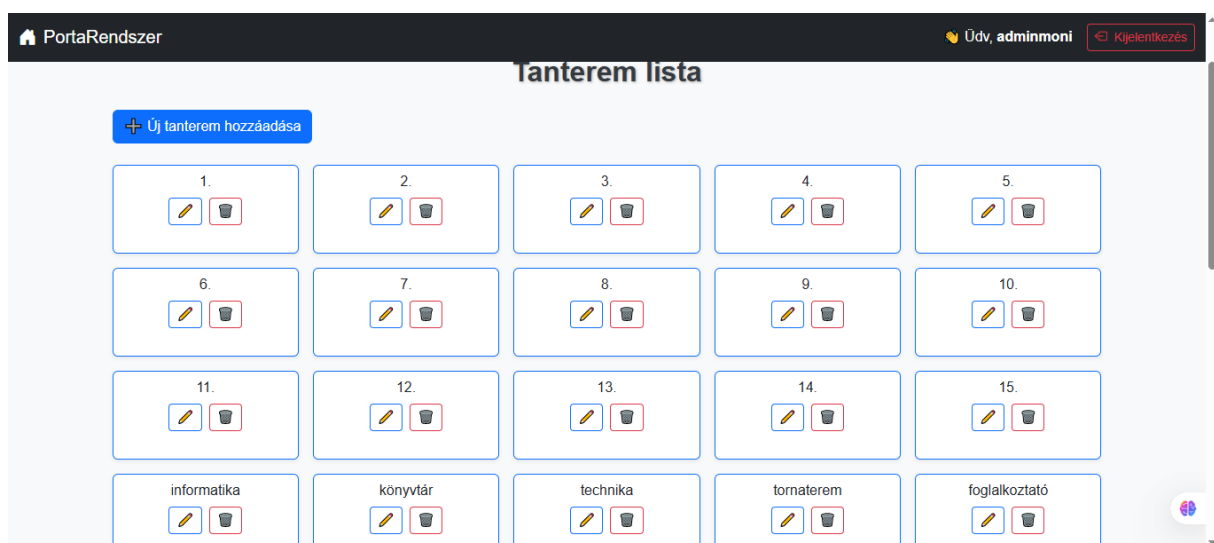 PortaRendszer
Üdv, adminmoni
Kijelentkezés
Tanterem lista
Új tanterem hozzáadása
1. 2. 3. 4. 5.
6. 7. 8. 9. 10.
11. 12. 13. 14. 15.
informatika könyvtár technika tornaterem foglalkoztató